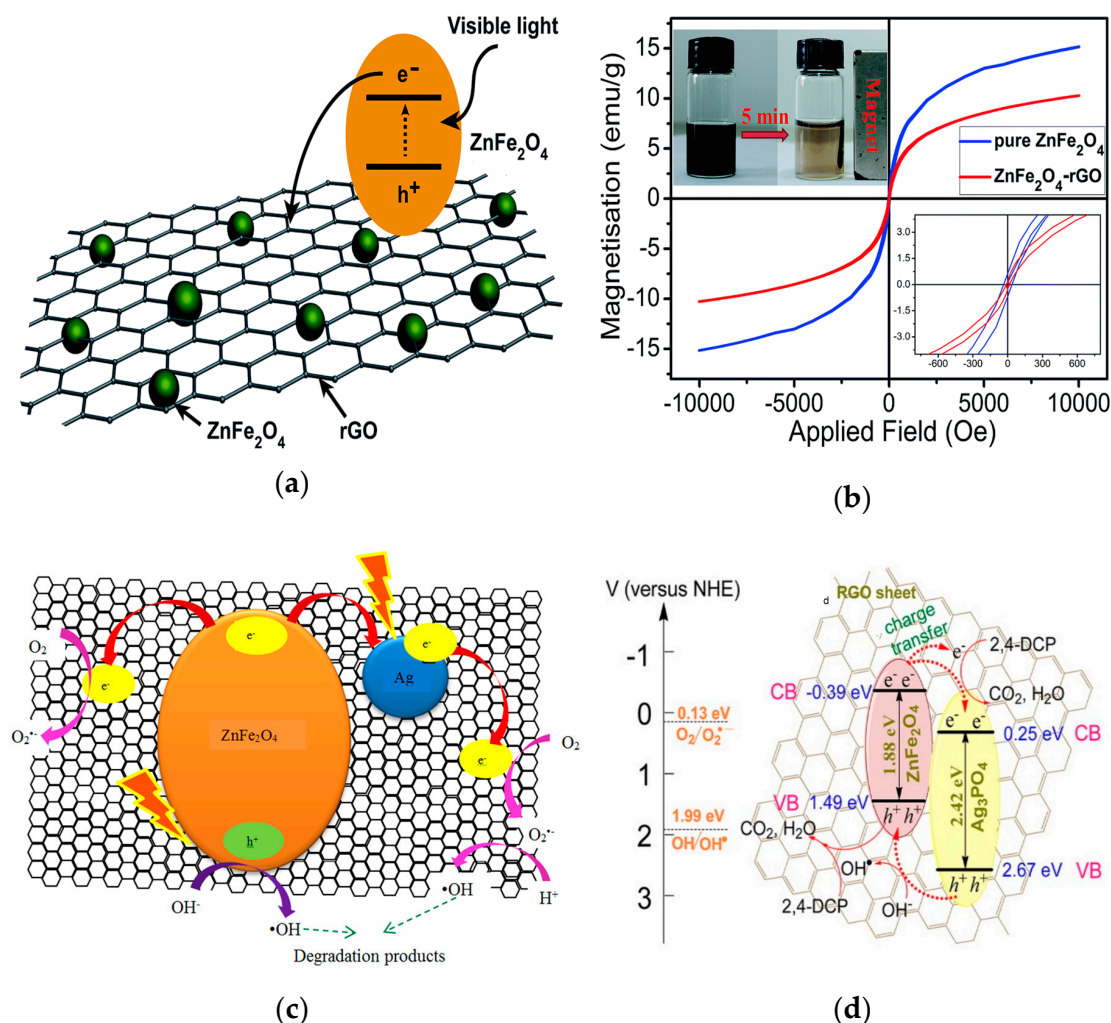 Visible light
e⁻
ZnFe₂O₄
h⁺
ZnFe₂O₄
rGO
(a)
Magnetisation (emu/g)
15
10
5
0
-5
-10
-15
-10000 -5000 0 5000 10000
Applied Field (Oe)
5 min
Magnet
pure ZnFe₂O₄
ZnFe₂O₄-rGO
3.0
1.5
0.0
-1.5
-3.0
-600 -300 0 300 600
(b)
O₂
e⁻
O₂•⁻
e⁻
ZnFe₂O₄
h⁺
Ag
e⁻
e⁻
O₂
O₂•⁻
H⁺
•OH
OH⁻
•OH
Degradation products
(c)
V (versus NHE)
-1
0
1
2
3
0.13 eV
O₂/O₂•⁻
1.99 eV
OH/OH•
d
RGO sheet
charge
transfer
e⁻
2,4-DCP
CO₂, H₂O
CB -0.39 eV
e⁻ e⁻
1.88 eV
ZnFe₂O₄
VB 1.49 eV
h⁺ h⁺
e⁻ e⁻
0.25 eV CB
2.42 eV
Ag₃PO₄
h⁺ h⁺
2.67 eV VB
CO₂, H₂O
2,4-DCP
OH•
OH⁻
(d)